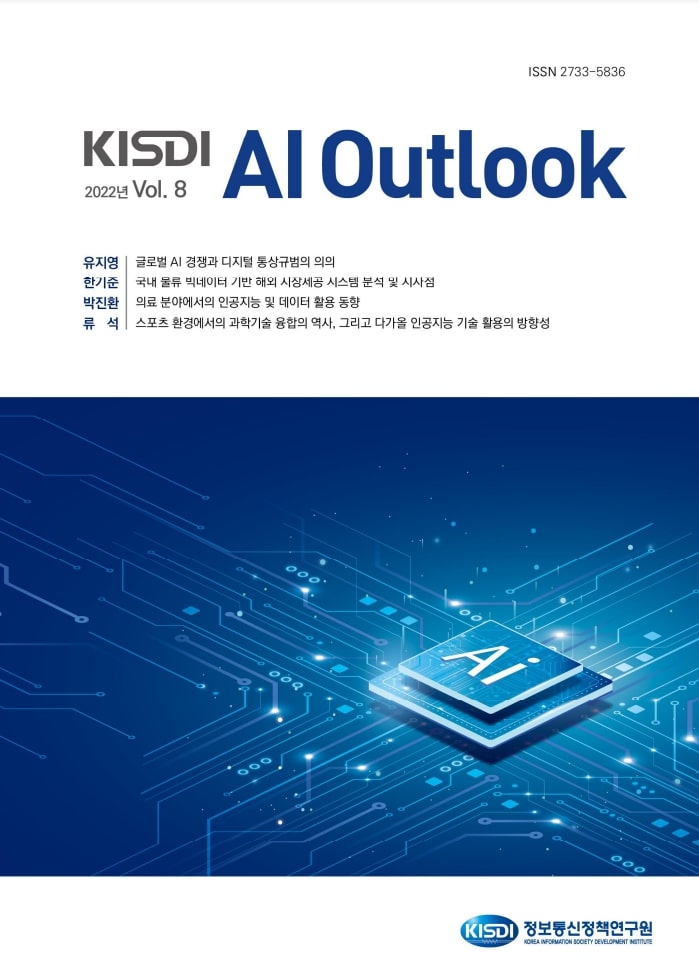 ISSN 2733-5836
KISDI AI Outlook
2022년 Vol. 8
유지영 글로벌 AI 경쟁과 디지털 통상규범의 의의
한기준 국내 물류 빅데이터 기반 해외 시장제공 시스템 분석 및 시사점
박진환 의료 분야에서의 인공지능 및 데이터 활용 동향
류 석 스포츠 환경에서의 과학기술 융합의 역사, 그리고 다가올 인공지능 기술 활용의 방향성
Ai
KISDI 정보통신정책연구원
KOREA INFORMATION SOCIETY DEVELOPMENT INSTITUTE